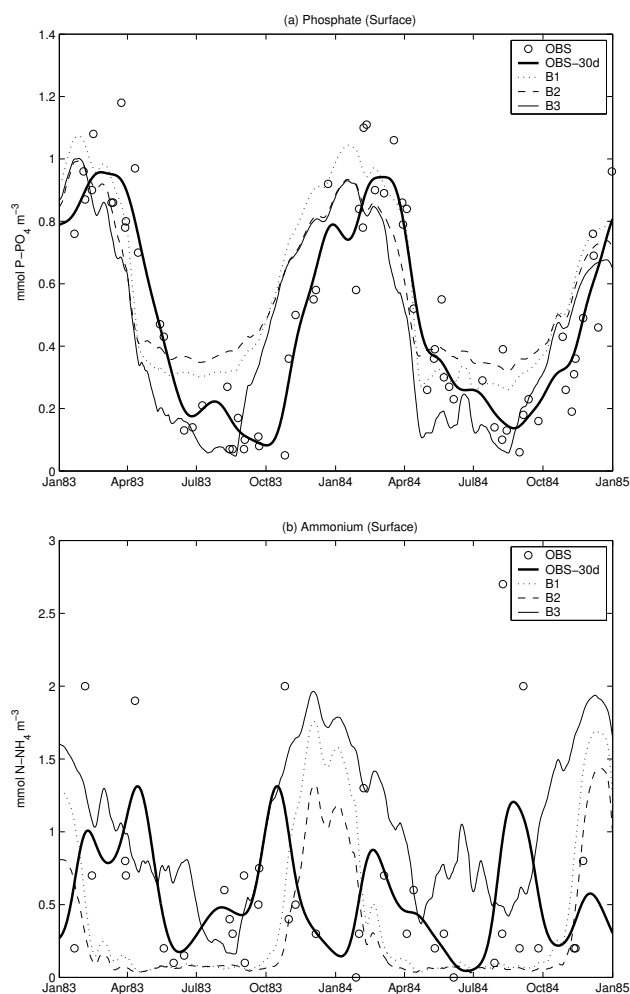 (a) Phosphate (Surface)
1.4
1.2
1
0.8
0.6
0.4
0.2
0
mmol P−PO4 m−3
OBS
OBS−30d
B1
B2
B3
Jan83 Apr83 Jul83 Oct83 Jan84 Apr84 Jul84 Oct84 Jan85
(b) Ammonium (Surface)
3
2.5
2
1.5
1
0.5
0
mmol N−NH4 m−3
OBS
OBS−30d
B1
B2
B3
Jan83 Apr83 Jul83 Oct83 Jan84 Apr84 Jul84 Oct84 Jan85